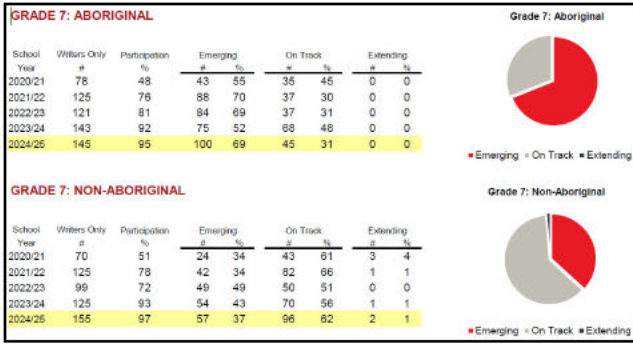 GRADE 7: ABORIGINAL
School Writers Only Participation Emerging On Track Extending
Year # % # % # % # %
2020/21 78 48 43 55 35 45 0 0
2021/22 125 76 88 70 37 30 0 0
2022/23 121 81 84 69 37 31 0 0
2023/24 143 92 75 52 68 48 0 0
2024/25 145 95 100 69 45 31 0 0
Grade 7: Aboriginal
Emerging On Track Extending
GRADE 7: NON-ABORIGINAL
School Writers Only Participation Emerging On Track Extending
Year # % # % # % # %
2020/21 70 51 24 34 43 61 3 4
2021/22 125 78 42 34 82 66 1 1
2022/23 99 72 49 49 50 51 0 0
2023/24 125 93 54 43 70 56 1 1
2024/25 155 97 57 37 96 62 2 1
Grade 7: Non-Aboriginal
Emerging On Track Extending